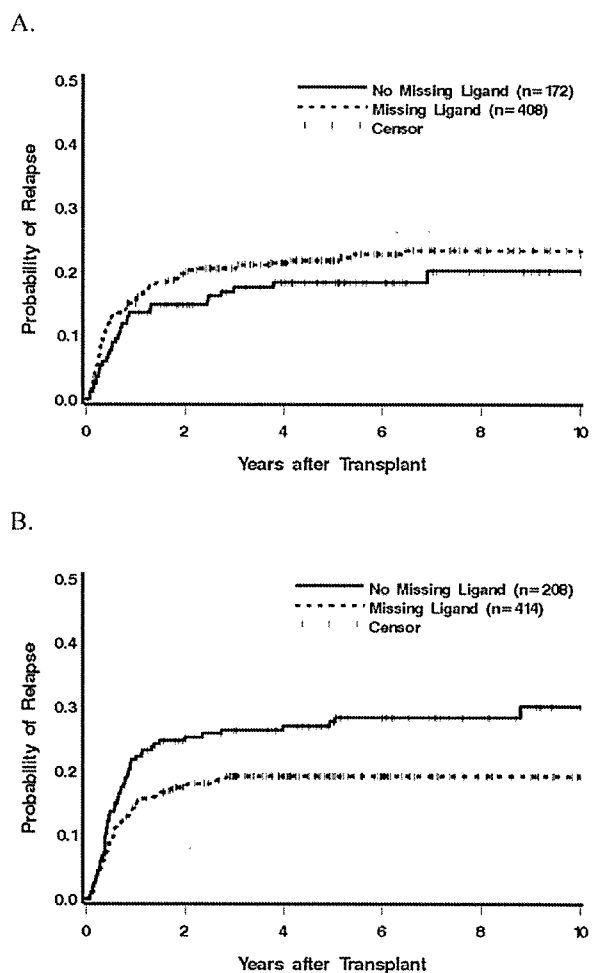 A.
0.5
0.4
0.3
0.2
0.1
0.0
Probability of Relapse
No Missing Ligand (n=172)
Missing Ligand (n=408)
Censor
0 2 4 6 8 10
Years after Transplant
B.
0.5
0.4
0.3
0.2
0.1
0.0
Probability of Relapse
No Missing Ligand (n=208)
Missing Ligand (n=414)
Censor
0 2 4 6 8 10
Years after Transplant